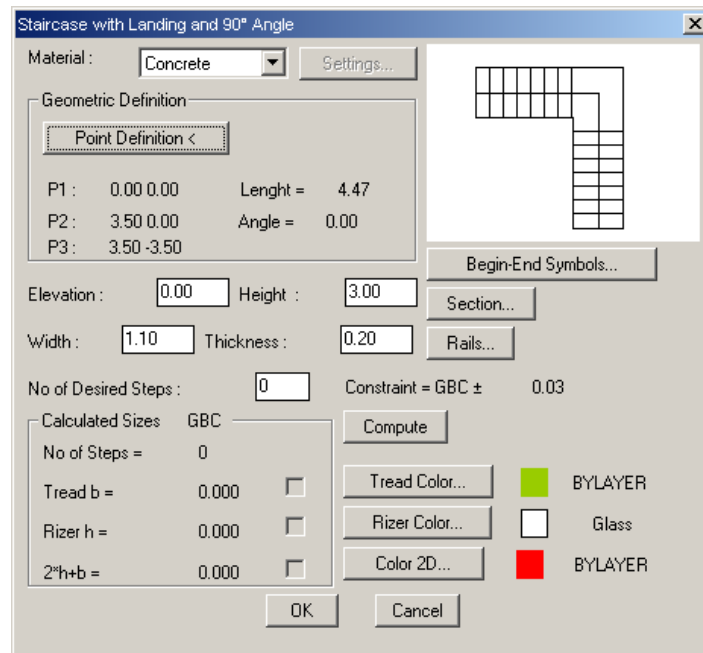 Staircase with Landing and 90° Angle
Material : Concrete Settings...
Geometric Definition
Point Definition <
P1 : 0.00 0.00 Lenght = 4.47
P2 : 3.50 0.00 Angle = 0.00
P3 : 3.50 -3.50
Begin-End Symbols...
Elevation : 0.00 Height : 3.00
Section...
Width : 1.10 Thickness : 0.20 Rails...
No of Desired Steps : 0 Constraint = GBC ± 0.03
Calculated Sizes GBC
Compute
No of Steps = 0
Tread b = 0.000 Tread Color... BYLAYER
Rizer h = 0.000 Rizer Color... Glass
2*h+b = 0.000 Color 2D... BYLAYER
OK Cancel